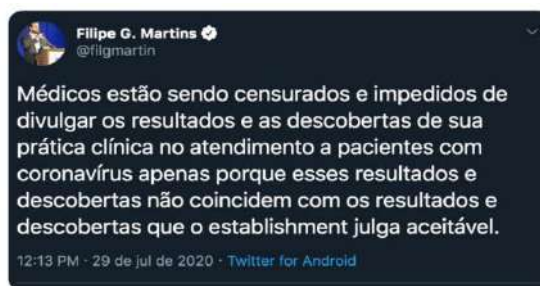 Filipe G. Martins
@filgmartin
Médicos estão sendo censurados e impedidos de
divulgar os resultados e as descobertas de sua
prática clínica no atendimento a pacientes com
coronavírus apenas porque esses resultados e
descobertas não coincidem com os resultados e
descobertas que o establishment julga aceitável.
12:13 PM · 29 de jul de 2020 · Twitter for Android